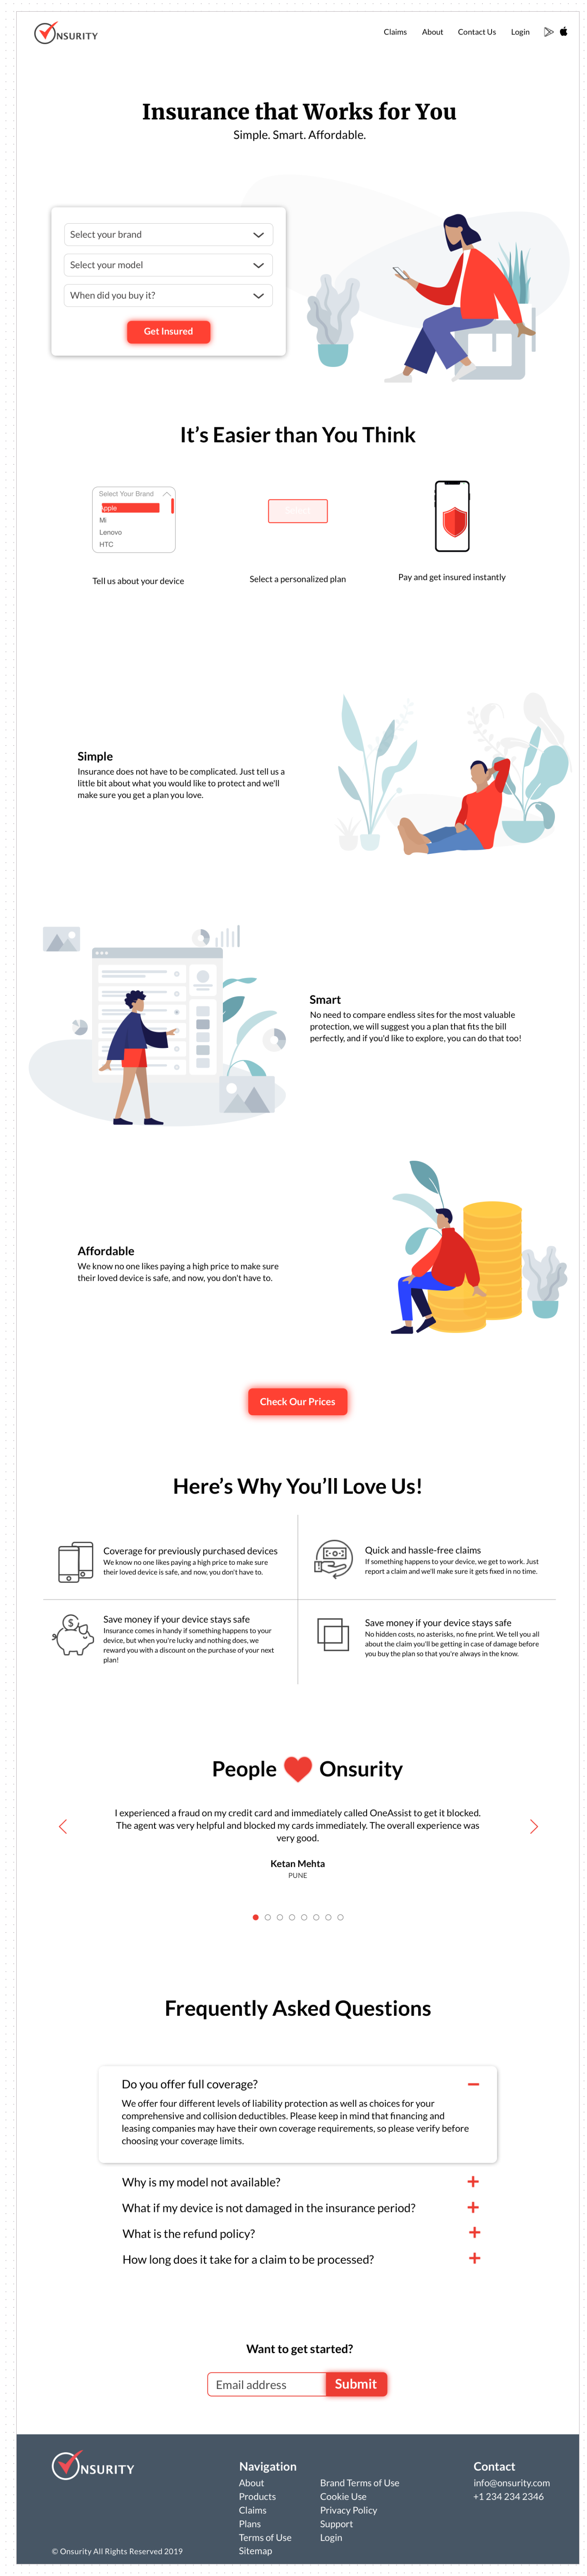 ONSURITY
Claims About Contact Us Login
Insurance that Works for You
Simple. Smart. Affordable.
Select your brand
Select your model
When did you buy it?
Get Insured
It's Easier than You Think
Select Your Brand
pple
Mi
Lenovo
HTC
Tell us about your device
Select a personalized plan
Pay and get insured instantly
Simple
Insurance does not have to be complicated. Just tell us a
little bit about what you would like to protect and we'll
make sure you get a plan you love.
Smart
No need to compare endless sites for the most valuable
protection, we will suggest you a plan that fits the bill
perfectly, and if you'd like to explore, you can do that too!
Affordable
We know no one likes paying a high price to make sure
their loved device is safe, and now, you don't have to.
Check Our Prices
Here's Why You'll Love Us!
Coverage for previously purchased devices
We know no one likes paying a high price to make sure
their loved device is safe, and now, you don't have to.
Quick and hassle-free claims
If something happens to your device, we get to work. Just
report a claim and we'll make sure it gets fixed in no time.
Save money if your device stays safe
Insurance comes in handy if something happens to your
device, but when you're lucky and nothing does, we
reward you with a discount on the purchase of your next
plan!
Save money if your device stays safe
No hidden costs, no asterisks, no fine print. We tell you all
about the claim you'll be getting in case of damage before
you buy the plan so that you're always in the know.
People Onsurity
I experienced a fraud on my credit card and immediately called OneAssist to get it blocked.
The agent was very helpful and blocked my cards immediately. The overall experience was
very good.
Ketan Mehta
PUNE
Frequently Asked Questions
Do you offer full coverage?
We offer four different levels of liability protection as well as choices for your
comprehensive and collision deductibles. Please keep in mind that financing and
leasing companies may have their own coverage requirements, so please verify before
choosing your coverage limits.
Why is my model not available?
What if my device is not damaged in the insurance period?
What is the refund policy?
How long does it take for a claim to be processed?
Want to get started?
Email address Submit
ONSURITY
© Onsurity All Rights Reserved 2019
Navigation
About
Products
Claims
Plans
Terms of Use
Sitemap
Brand Terms of Use
Cookie Use
Privacy Policy
Support
Login
Contact
info@onsurity.com
+1 234 234 2346